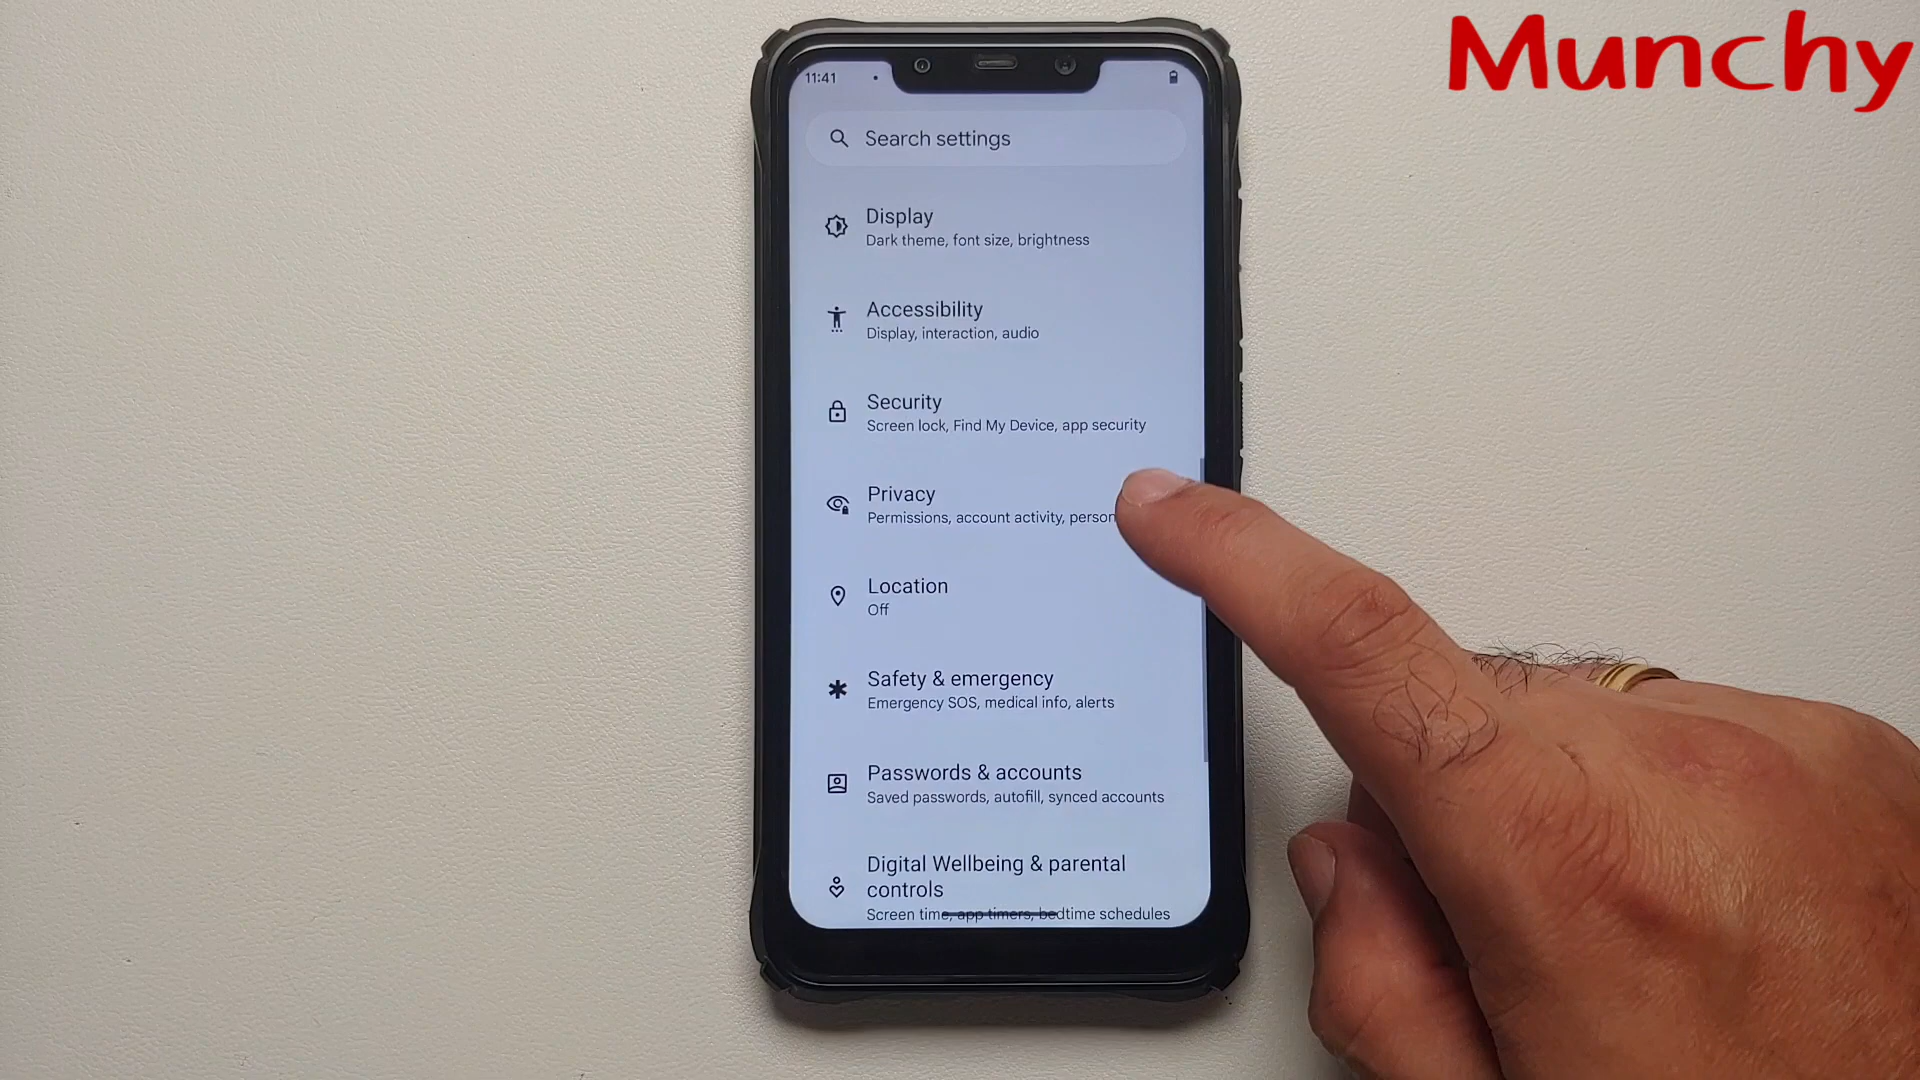 Munchy
11:41
Search settings
Display
Dark theme, font size, brightness
Accessibility
Display, interaction, audio
Security
Screen lock, Find My Device, app security
Privacy
Permissions, account activity, person
Location
Off
Safety & emergency
Emergency SOS, medical info, alerts
Passwords & accounts
Saved passwords, autofill, synced accounts
Digital Wellbeing & parental
controls
Screen time, app timers, bedtime schedules